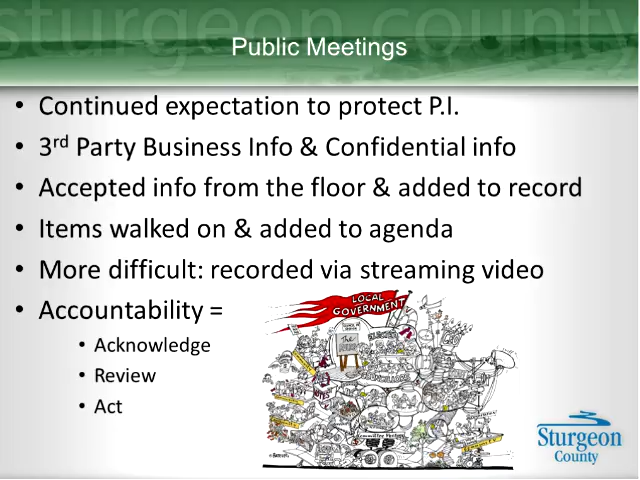 sturgeon county
Public Meetings
• Continued expectation to protect P.I.
• 3rd Party Business Info & Confidential info
• Accepted info from the floor & added to record
• Items walked on & added to agenda
• More difficult: recorded via streaming video
• Accountability =
• Acknowledge
• Review
• Act
LOCAL
GOVERNMENT
Sturgeon
County